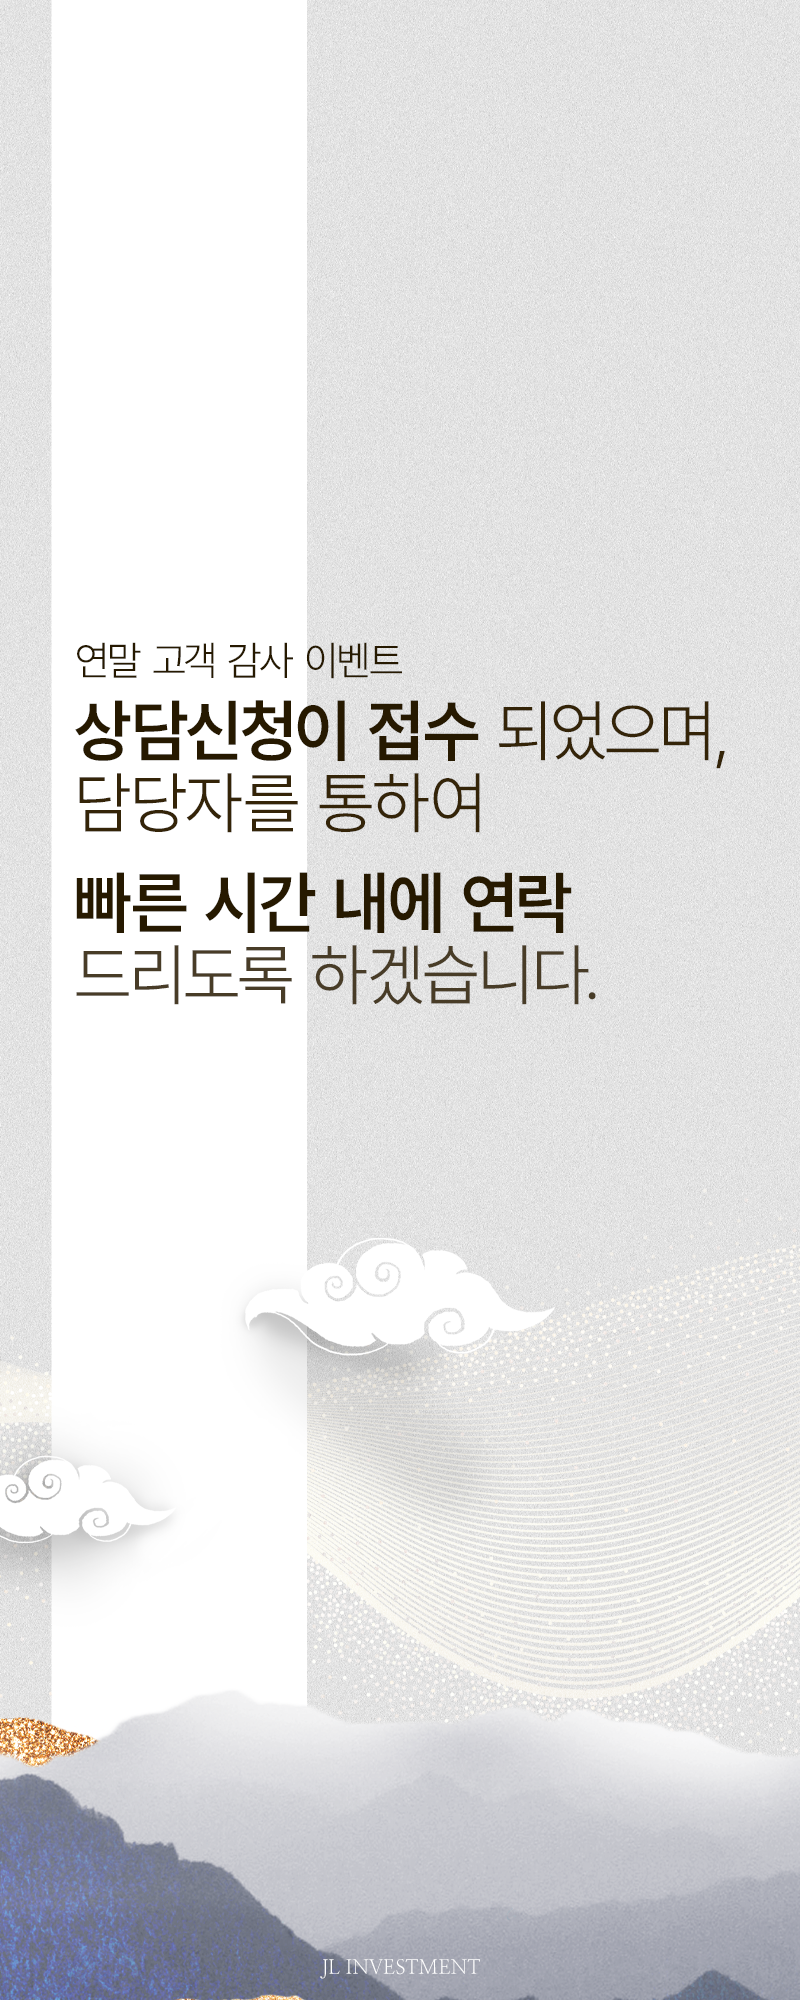 연말 고객 감사 이벤트
상담신청이 접수 되었으며,
담당자를 통하여
빠른 시간 내에 연락
드리도록 하겠습니다.
JL INVESTMENT